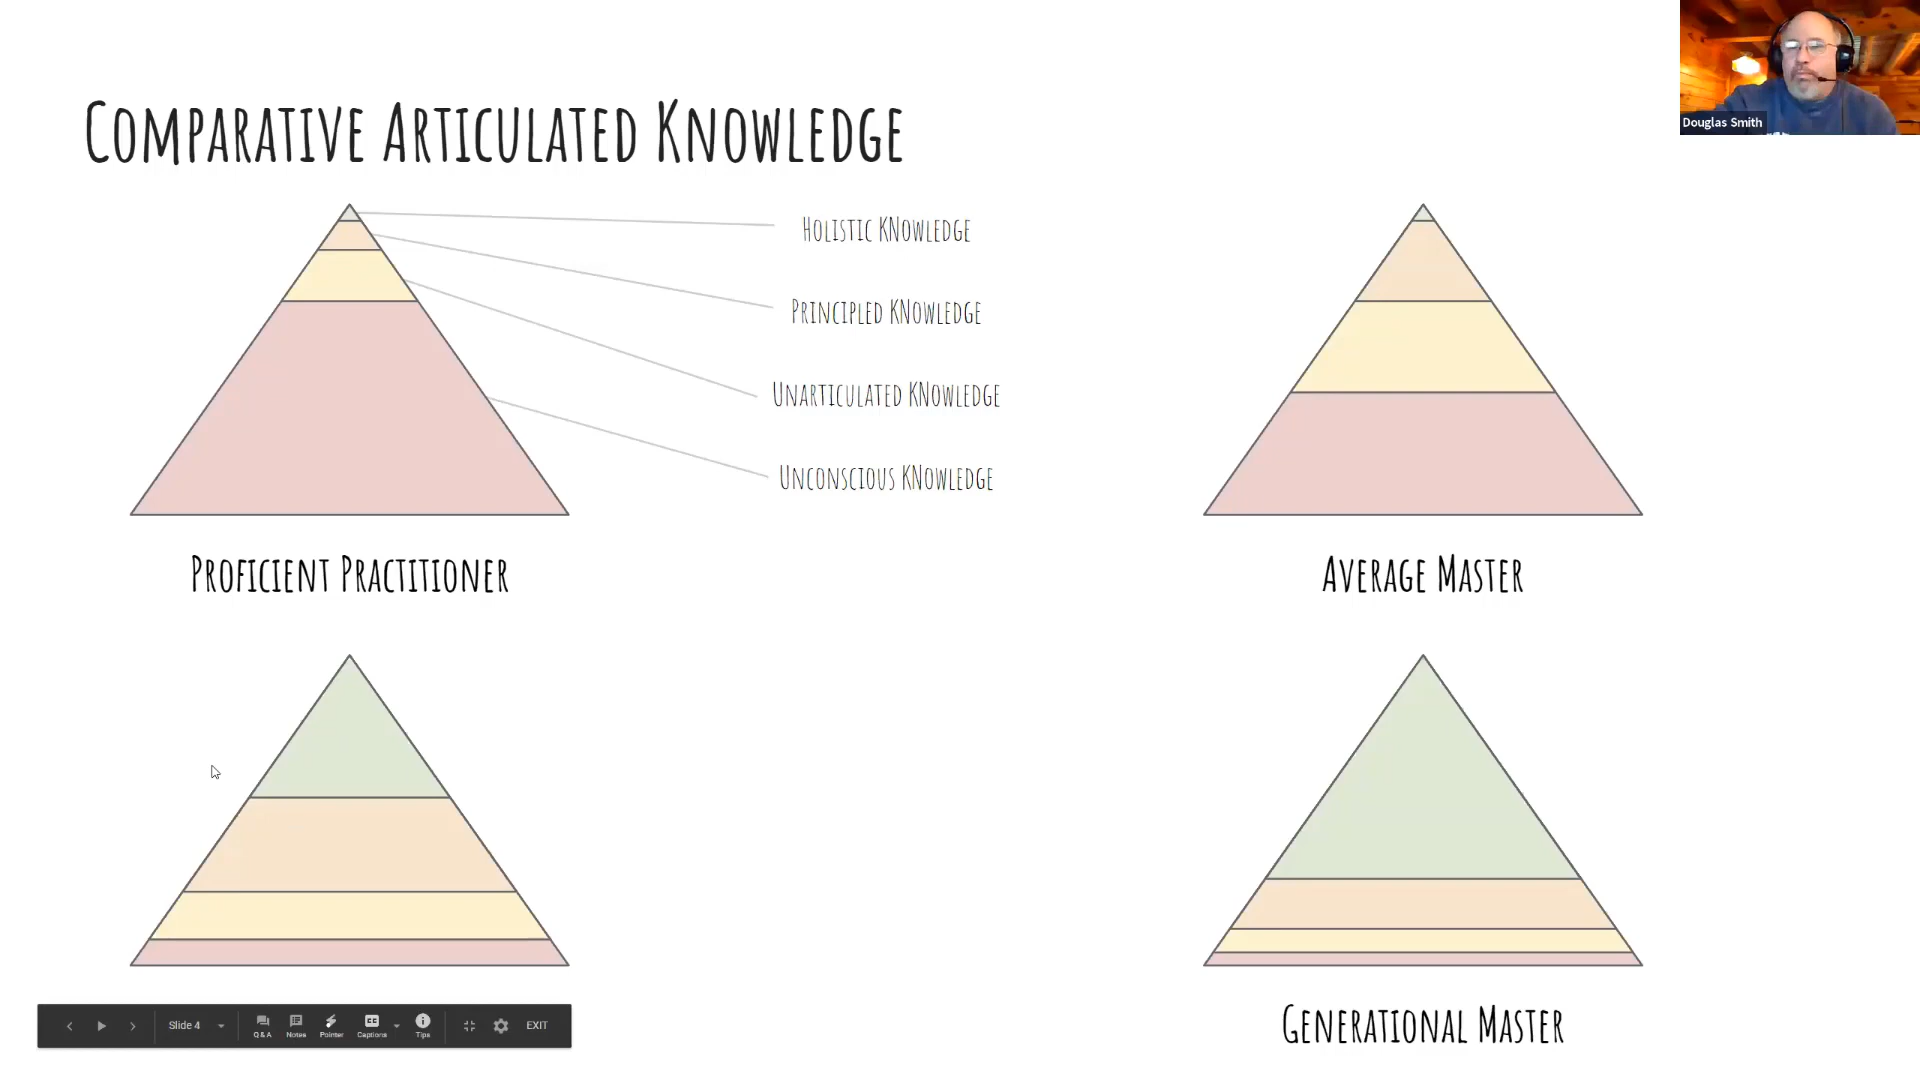 Douglas Smith
COMPARATIVE ARTICULATED KNOWLEDGE
HOLISTIC KNOWLEDGE
PRINCIPLED KNOWLEDGE
UNARTICULATED KNOWLEDGE
UNCONSCIOUS KNOWLEDGE
PROFICIENT PRACTITIONER
AVERAGE MASTER
GENERATIONAL MASTER
Slide 4
Q & A
Notes
Pointer
CC
Captions
Tips
EXIT